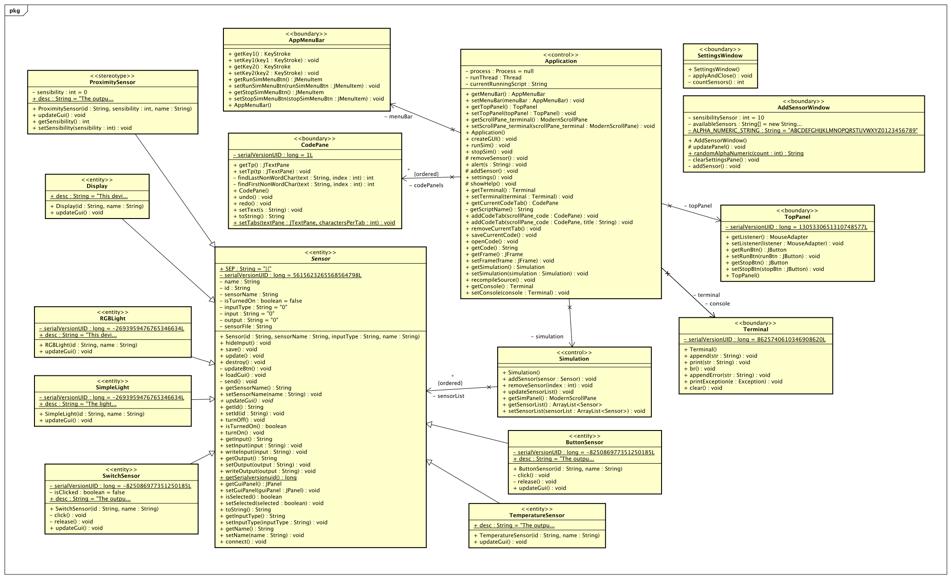 pkg
<<boundary>>
AppMenuBar
+ getKey1() : KeyStroke
+ setKey1(key1 : KeyStroke) : void
+ getKey2() : KeyStroke
+ setKey2(key2 : KeyStroke) : void
+ getRunSimMenuBtn() : JMenuItem
+ setRunSimMenuBtn(runSimMenuBtn : JMenuItem) : void
+ getStopSimMenuBtn() : JMenuItem
+ setStopSimMenuBtn(stopSimMenuBtn : JMenuItem) : void
+ AppMenuBar()
<<stereotype>>
ProximitySensor
− sensibility : int = 0
+ desc : String = "The outpu...
+ ProximitySensor(id : String, sensibility : int, name : String)
+ updateGui() : void
+ getSensibility() : int
+ setSensibility(sensibility : int) : void
<<boundary>>
CodePane
− serialVersionUID : long = 1L
+ getTp() : JTextPane
+ setTp(tp : JTextPane) : void
− findLastNonWordChar(text : String, index : int) : int
− findFirstNonWordChar(text : String, index : int) : int
+ CodePane()
+ undo() : void
+ redo() : void
+ setText(s : String) : void
+ toString() : String
+ setTabs(textPane : JTextPane, charactersPerTab : int) : void
<<entity>>
Display
+ desc : String = "This devi...
+ Display(id : String, name : String)
+ updateGui() : void
<<control>>
Application
− process : Process = null
− runThread : Thread
− currentRunningScript : String
+ getMenuBar() : AppMenuBar
+ setMenuBar(menuBar : AppMenuBar) : void
+ getTopPanel() : TopPanel
+ setTopPanel(topPanel : TopPanel) : void
+ getScrollPane_terminal() : ModernScrollPane
+ setScrollPane_terminal(scrollPane_terminal : ModernScrollPane) : void
+ Application()
+ createGUI() : void
+ runSim() : void
+ stopSim() : void
# removeSensor() : void
+ alert(s : String) : void
# addSensor() : void
+ settings() : void
# showHelp() : void
+ getTerminal() : Terminal
+ setTerminal(terminal : Terminal) : void
+ getCurrentCodeTab() : CodePane
− getScriptName() : String
+ addCodeTab(scrollpane_code : CodePane) : void
+ addCodeTab(scrollpane_code : CodePane, title : String) : void
+ removeCurrentTab() : void
+ saveCurrentCode() : void
+ openCode() : void
+ getCode() : String
+ getFrame() : JFrame
+ setFrame(frame : JFrame) : void
+ getSimulation() : Simulation
+ setSimulation(simulation : Simulation) : void
+ recompileSource() : void
+ getConsole() : Terminal
+ setConsole(console : Terminal) : void
<<boundary>>
SettingsWindow
+ SettingsWindow()
− applyAndClose() : void
− countSensors() : int
<<boundary>>
AddSensorWindow
− sensibilitySensor : int = 10
− availableSensors : String[] = new String...
− ALPHA_NUMERIC_STRING : String = "ABCDEFGHIJKLMNOPQRSTUVWXYZ0123456789"
+ AddSensorWindow()
# updatePanel() : void
+ randomAlphaNumeric(count : int) : String
− clearSettingsPane() : void
− addSensor() : void
<<boundary>>
TopPanel
− serialVersionUID : long = 1305330651310748577L
+ getListener() : MouseAdapter
+ setListener(listener : MouseAdapter) : void
+ getRunBtn() : JButton
+ setRunBtn(runBtn : JButton) : void
+ getStopBtn() : JButton
+ setStopBtn(stopBtn : JButton) : void
+ TopPanel()
<<boundary>>
Terminal
− serialVersionUID : long = 8625740610346908620L
+ Terminal()
+ append(str : String) : void
+ print(str : String) : void
+ br() : void
+ appendError(str : String) : void
+ printException(e : Exception) : void
+ clear() : void
− menuBar
*
{ordered}
− codePanels
− topPanel
− terminal
− console
− simulation
*
{ordered}
− sensorList
<<entity>>
Sensor
+ SEP : String = "||"
− serialVersionUID : long = 5615623265568564798L
− name : String
− id : String
− sensorName : String
− isTurnedOn : boolean = false
− inputType : String = "0"
− input : String = "0"
− output : String = "0"
− sensorFile : String
+ Sensor(id : String, sensorName : String, inputType : String, name : String)
+ hideInput() : void
+ save() : void
+ update() : void
+ destroy() : void
− updateBtn() : void
+ loadGui() : void
− send() : void
+ getSensorName() : String
+ setSensorName(name : String) : void
+ updateGui() : void
+ getId() : String
+ setId(id : String) : void
+ turnOff() : void
+ isTurnedOn() : boolean
+ turnOn() : void
+ getInput() : String
+ setInput(input : String) : void
+ writeInput(input : String) : void
+ getOutput() : String
+ setOutput(output : String) : void
+ writeOutput(output : String) : void
+ getSerialversionuid() : long
+ getGuiPanel() : JPanel
+ setGuiPanel(guiPanel : JPanel) : void
+ isSelected() : boolean
+ setSelected(selected : boolean) : void
+ toString() : String
+ getInputType() : String
+ setInputType(inputType : String) : void
+ getName() : String
+ setName(name : String) : void
+ connect() : void
<<entity>>
RGBLight
− serialVersionUID : long = −2693959476765346634L
+ desc : String = "This devi...
+ RGBLight(id : String, name : String)
+ updateGui() : void
<<entity>>
SimpleLight
− serialVersionUID : long = −2693959476765346634L
+ desc : String = "The light...
+ SimpleLight(id : String, name : String)
+ updateGui() : void
<<entity>>
SwitchSensor
− serialVersionUID : long = −8250869773512501​85L
− isClicked : boolean = false
+ desc : String = "The outpu...
+ SwitchSensor(id : String, name : String)
− click() : void
− release() : void
+ updateGui() : void
<<control>>
Simulation
+ Simulation()
+ addSensor(sensor : Sensor) : void
+ removeSensor(index : int) : void
+ updateSensorList() : void
+ getSimPanel() : ModernScrollPane
+ getSensorList() : ArrayList<Sensor>
+ setSensorList(sensorList : ArrayList<Sensor>) : void
<<entity>>
ButtonSensor
− serialVersionUID : long = −825086977351250185L
+ desc : String = "The outpu...
+ ButtonSensor(id : String, name : String)
− click() : void
− release() : void
+ updateGui() : void
<<entity>>
TemperatureSensor
+ desc : String = "The outpu...
+ TemperatureSensor(id : String, name : String)
+ updateGui() : void